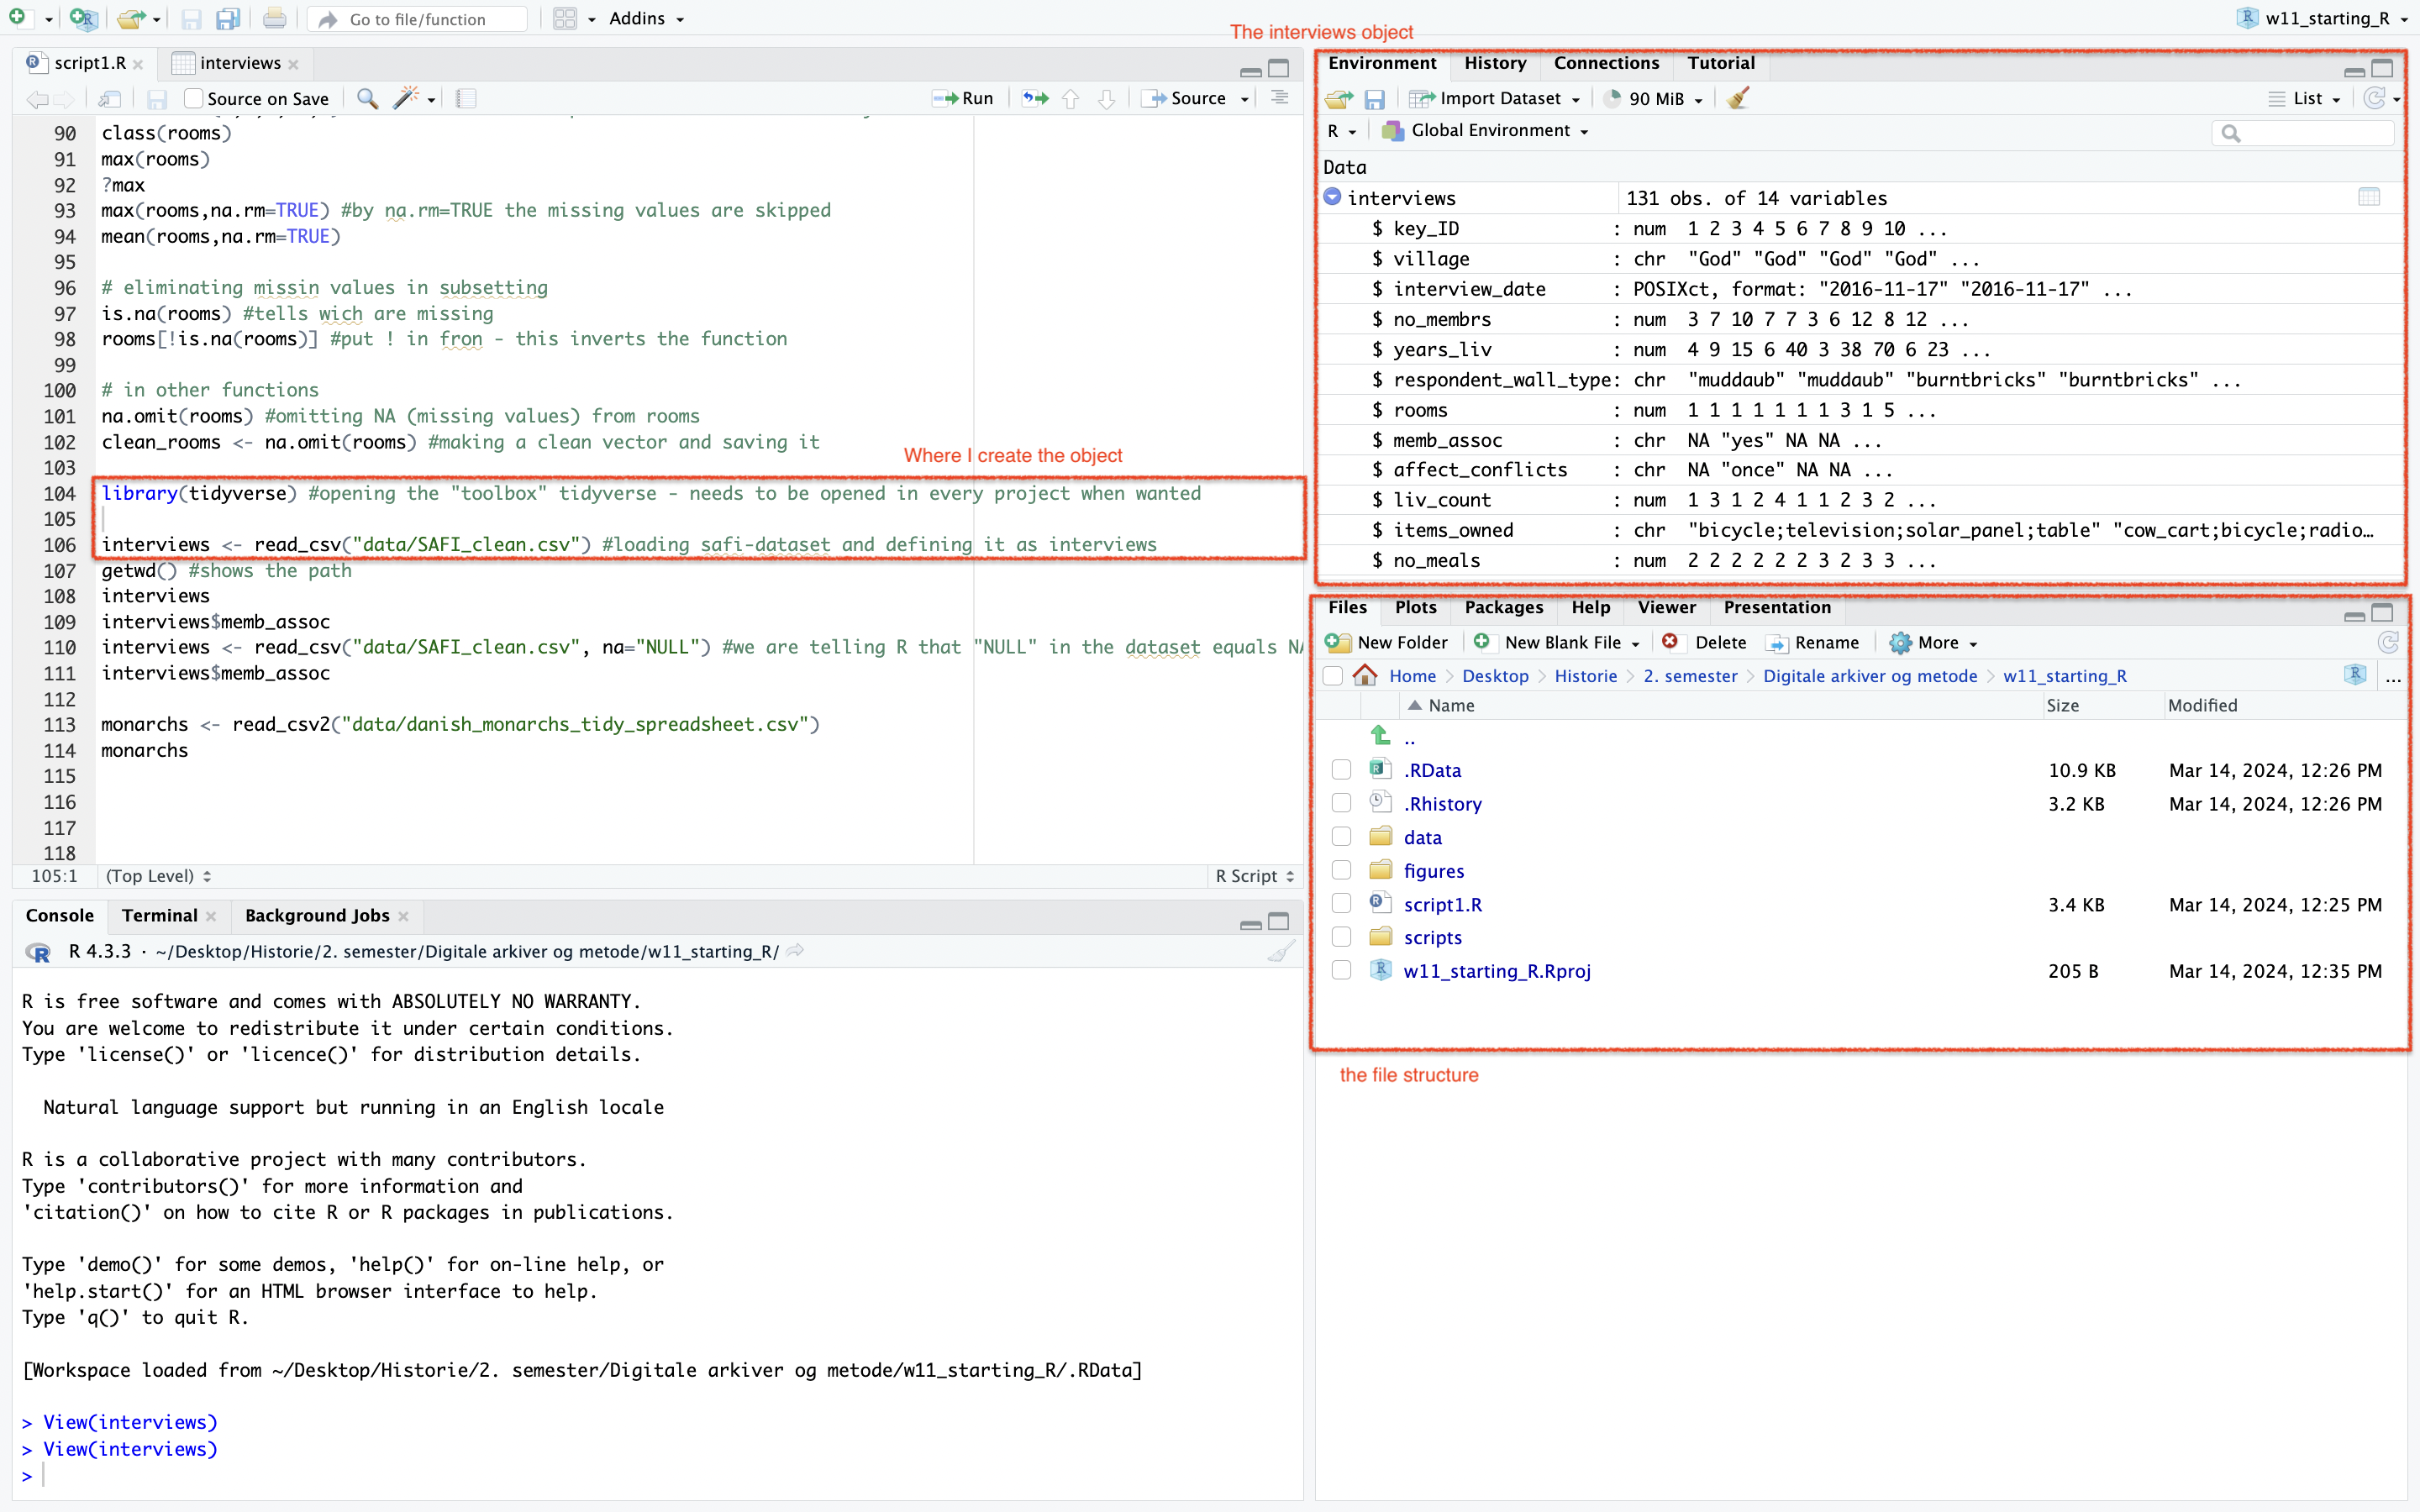 Go to file/function
Addins
w11_starting_R
The interviews object
script1.R
interviews
Source on Save
Run
Source
90 class(rooms)
91 max(rooms)
92 ?max
93 max(rooms,na.rm=TRUE) #by na.rm=TRUE the missing values are skipped
94 mean(rooms,na.rm=TRUE)
95
96 # eliminating missin values in subsetting
97 is.na(rooms) #tells wich are missing
98 rooms[!is.na(rooms)] #put ! in fron - this inverts the function
99
100 # in other functions
101 na.omit(rooms) #omitting NA (missing values) from rooms
102 clean_rooms <- na.omit(rooms) #making a clean vector and saving it
Where I create the object
103
104 library(tidyverse) #opening the "toolbox" tidyverse - needs to be opened in every project when wanted
105
106 interviews <- read_csv("data/SAFI_clean.csv") #loading safi-dataset and defining it as interviews
107 getwd() #shows the path
108 interviews
109 interviews$memb_assoc
110 interviews <- read_csv("data/SAFI_clean.csv", na="NULL") #we are telling R that "NULL" in the dataset equals NA
111 interviews$memb_assoc
112
113 monarchs <- read_csv2("data/danish_monarchs_tidy_spreadsheet.csv")
114 monarchs
115
116
117
118
105:1 (Top Level) R Script
Console Terminal Background Jobs
R 4.3.3 · ~/Desktop/Historie/2. semester/Digitale arkiver og metode/w11_starting_R/
R is free software and comes with ABSOLUTELY NO WARRANTY.
You are welcome to redistribute it under certain conditions.
Type 'license()' or 'licence()' for distribution details.
Natural language support but running in an English locale
R is a collaborative project with many contributors.
Type 'contributors()' for more information and
'citation()' on how to cite R or R packages in publications.
Type 'demo()' for some demos, 'help()' for on-line help, or
'help.start()' for an HTML browser interface to help.
Type 'q()' to quit R.
[Workspace loaded from ~/Desktop/Historie/2. semester/Digitale arkiver og metode/w11_starting_R/.RData]
> View(interviews)
> View(interviews)
>
Environment History Connections Tutorial
Import Dataset 90 MiB List
R Global Environment
Data
interviews 131 obs. of 14 variables
$ key_ID : num 1 2 3 4 5 6 7 8 9 10 ...
$ village : chr "God" "God" "God" "God" ...
$ interview_date : POSIXct, format: "2016-11-17" "2016-11-17" ...
$ no_membrs : num 3 7 10 7 7 3 6 12 8 12 ...
$ years_liv : num 4 9 15 6 40 3 38 70 6 23 ...
$ respondent_wall_type: chr "muddaub" "muddaub" "burntbricks" "burntbricks" ...
$ rooms : num 1 1 1 1 1 1 1 3 1 5 ...
$ memb_assoc : chr NA "yes" NA NA ...
$ affect_conflicts : chr NA "once" NA NA ...
$ liv_count : num 1 3 1 2 4 1 1 2 3 2 ...
$ items_owned : chr "bicycle;television;solar_panel;table" "cow_cart;bicycle;radio…
$ no_meals : num 2 2 2 2 2 2 3 2 3 3 ...
Files Plots Packages Help Viewer Presentation
New Folder New Blank File Delete Rename More
Home Desktop Historie 2. semester Digitale arkiver og metode w11_starting_R ...
Name Size Modified
..
.RData 10.9 KB Mar 14, 2024, 12:26 PM
.Rhistory 3.2 KB Mar 14, 2024, 12:26 PM
data
figures
script1.R 3.4 KB Mar 14, 2024, 12:25 PM
scripts
w11_starting_R.Rproj 205 B Mar 14, 2024, 12:35 PM
the file structure